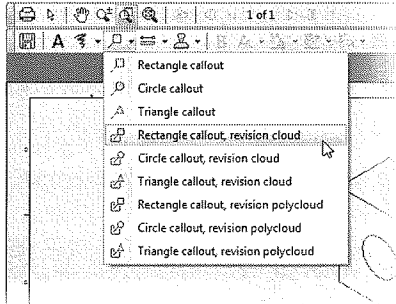 1 of 1
A
Rectangle callout
Circle callout
Triangle callout
Rectangle callout, revision cloud
Circle callout, revision cloud
Triangle callout, revision cloud
Rectangle callout, revision polycloud
Circle callout, revision polycloud
Triangle callout, revision polycloud